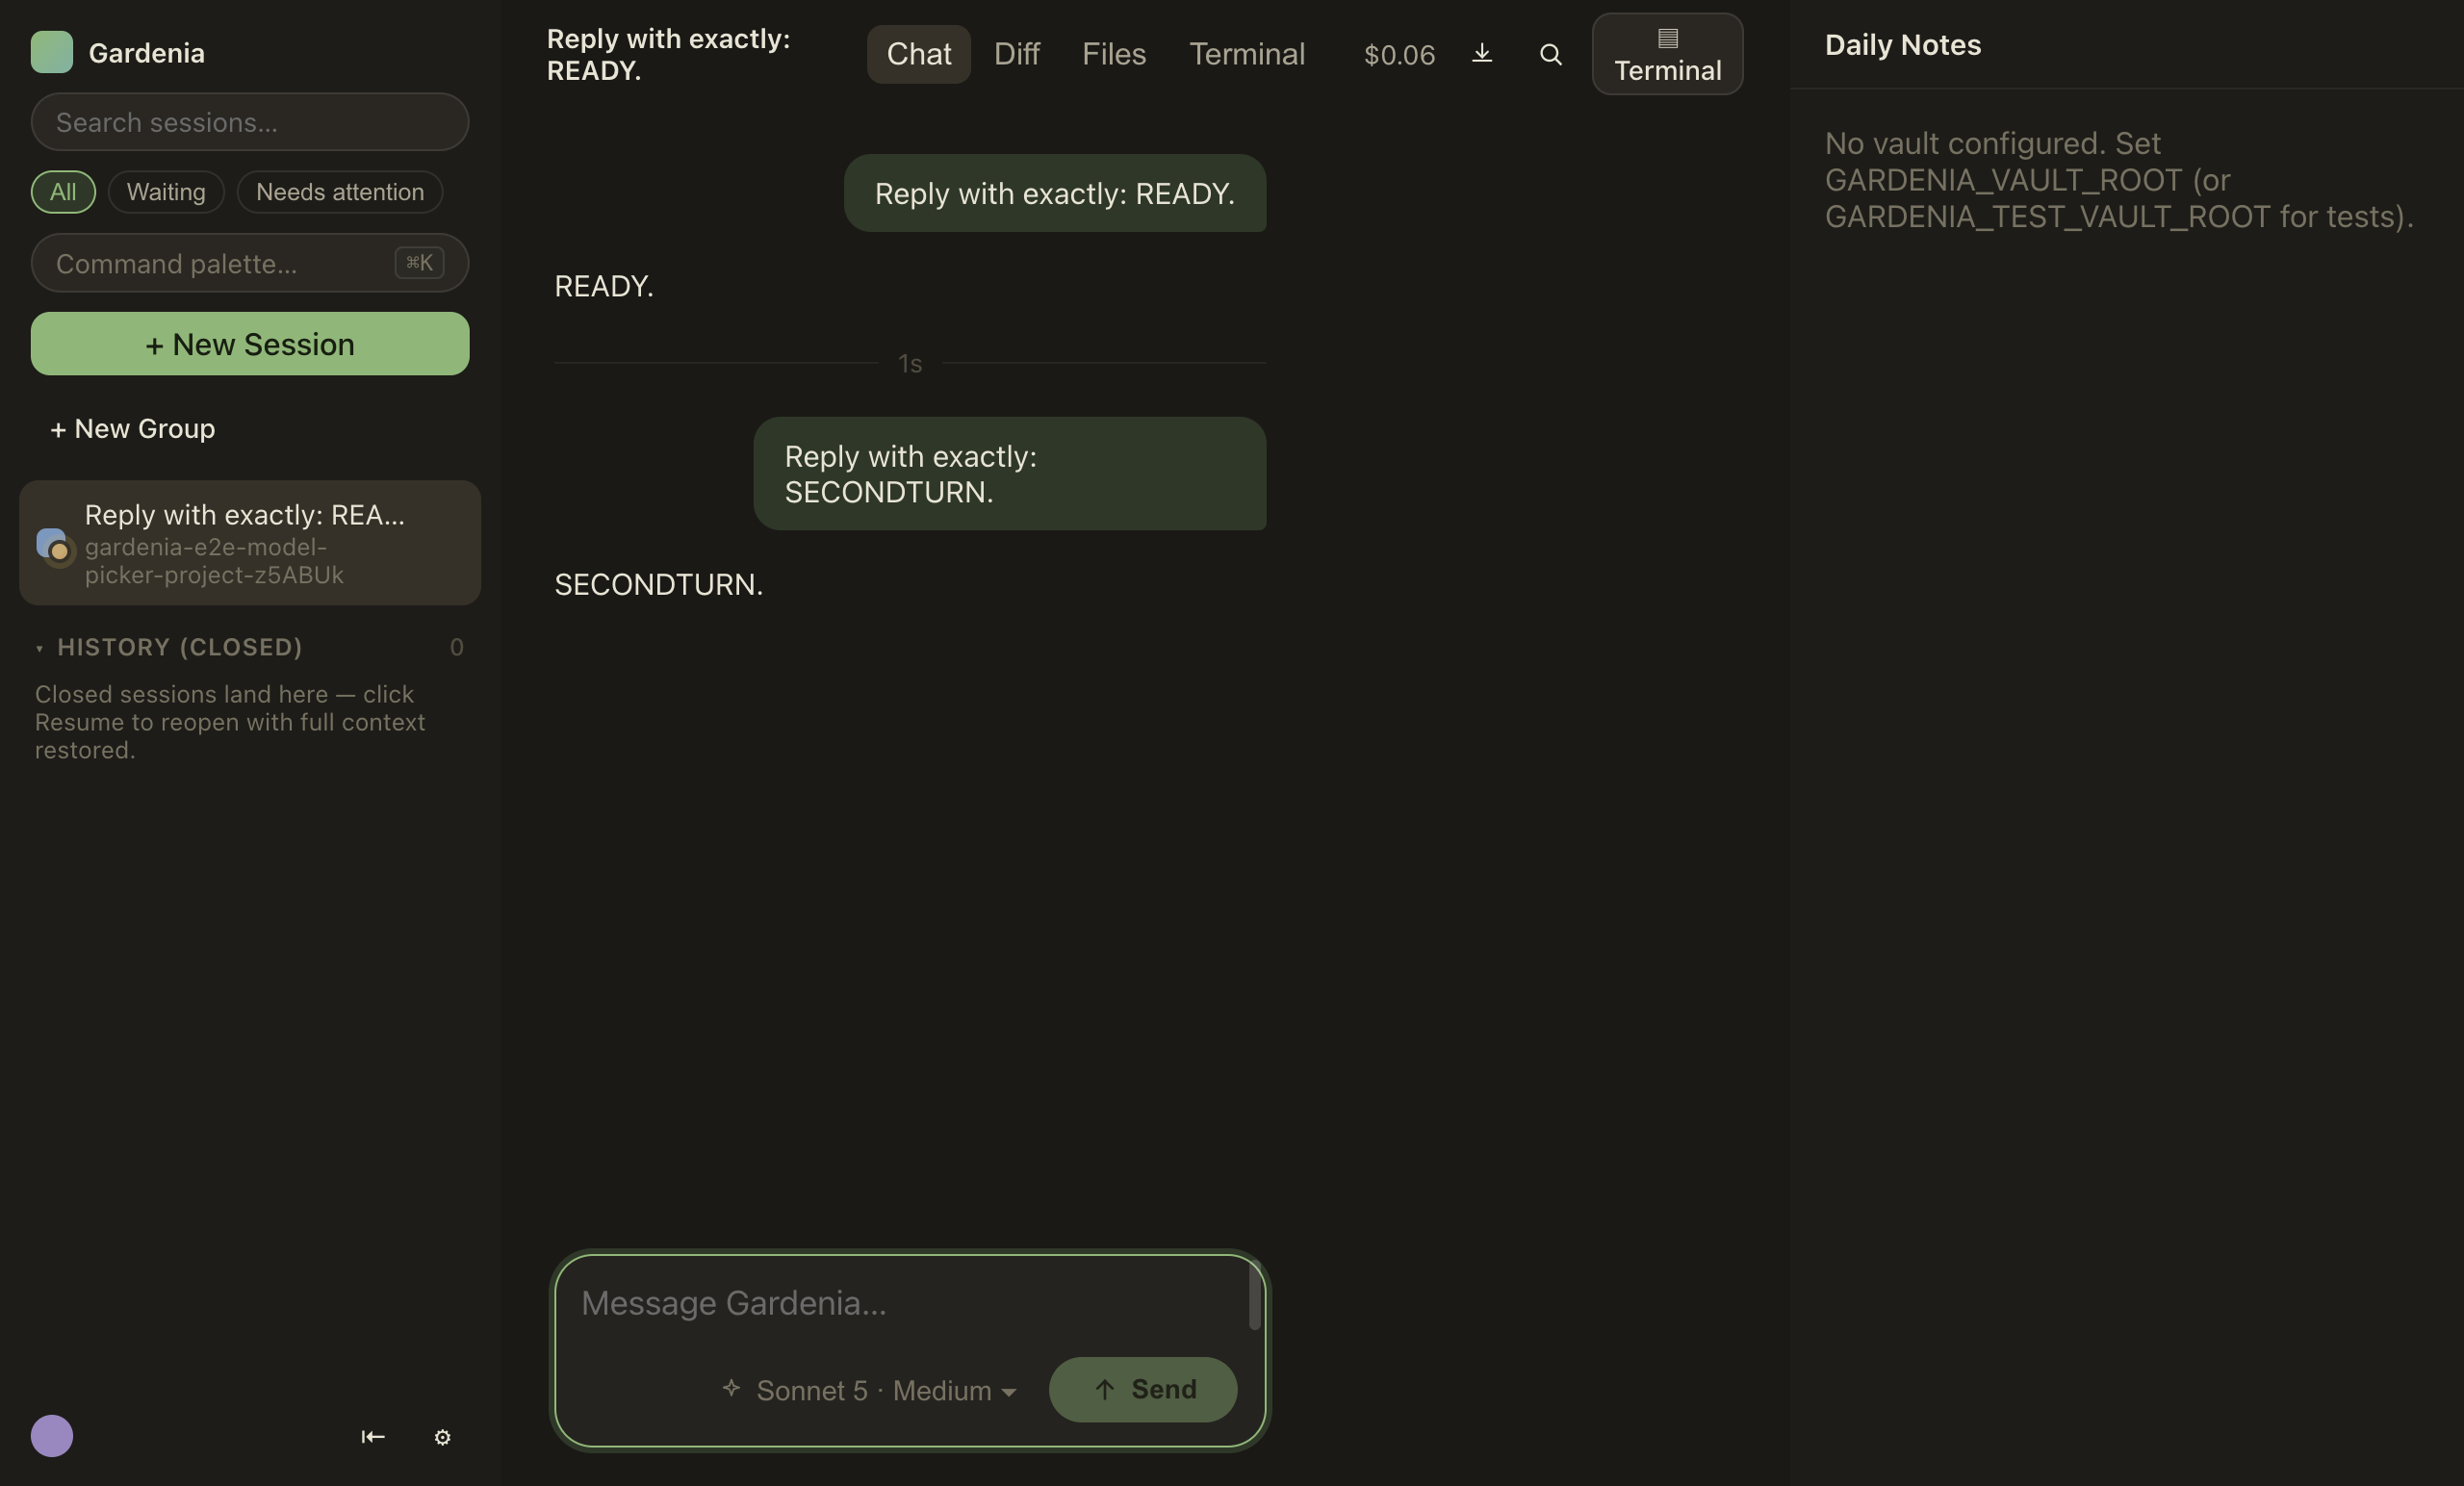 Gardenia
Search sessions...
All
Waiting
Needs attention
Command palette...
⌘K
+ New Session
+ New Group
Reply with exactly: REA...
gardenia-e2e-model-
picker-project-z5ABUk
HISTORY (CLOSED)
0
Closed sessions land here — click
Resume to reopen with full context
restored.
Reply with exactly:
READY.
Chat
Diff
Files
Terminal
$0.06
Terminal
Reply with exactly: READY.
READY.
1s
Reply with exactly:
SECONDTURN.
SECONDTURN.
Message Gardenia...
Sonnet 5 · Medium
Send
Daily Notes
No vault configured. Set
GARDENIA_VAULT_ROOT (or
GARDENIA_TEST_VAULT_ROOT for tests).